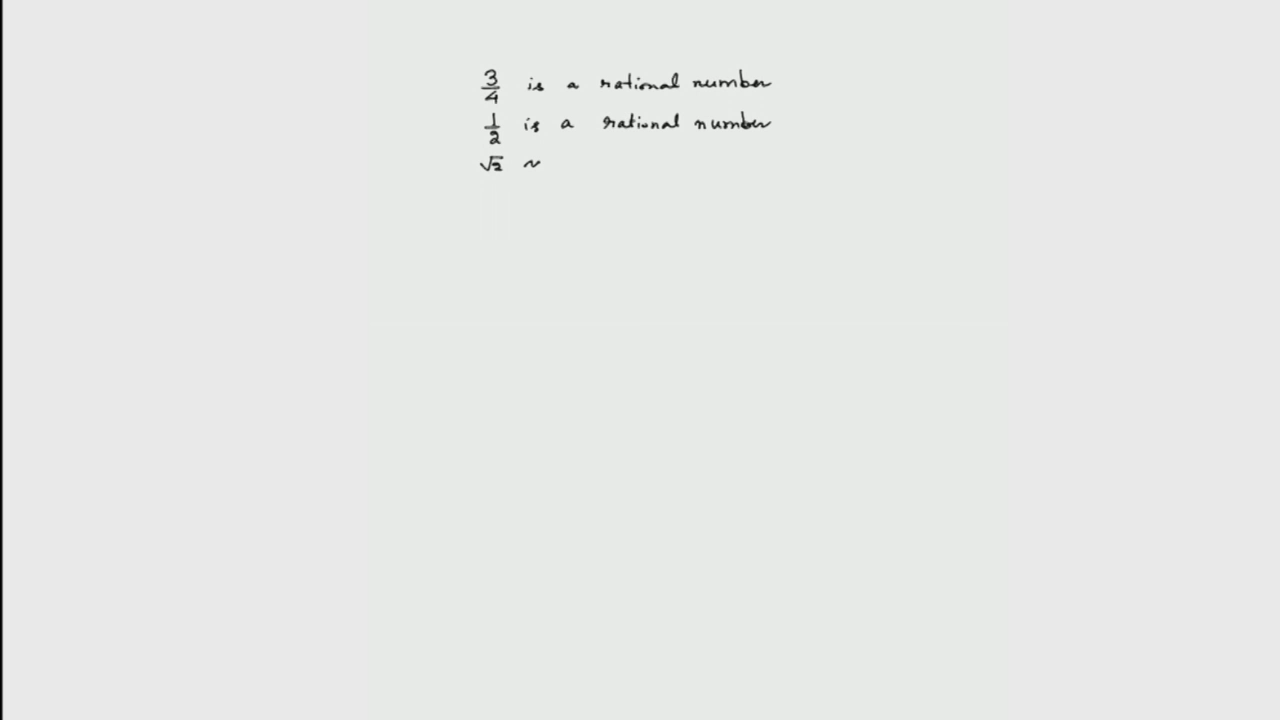 3/4 is a rational number
1/2 is a rational number
√2 ~